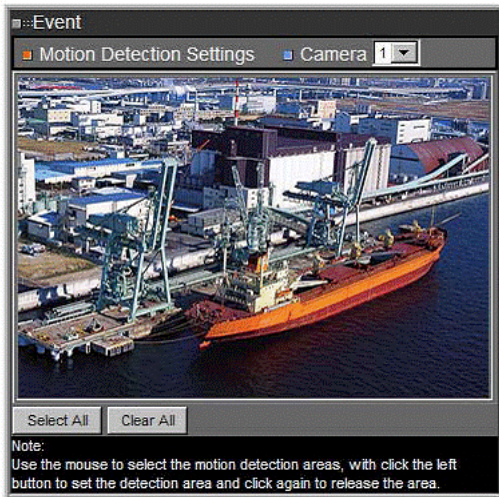 Event
Motion Detection Settings Camera 1
Select All Clear All
Note:
Use the mouse to select the motion detection areas, with click the left
button to set the detection area and click again to release the area.